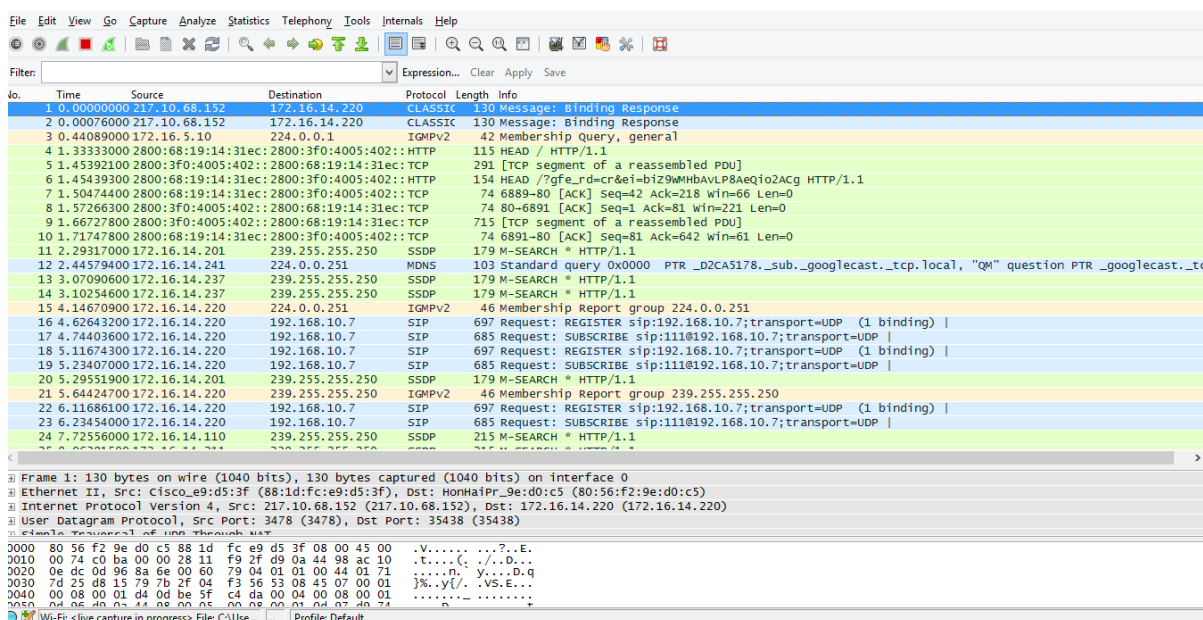 File Edit View Go Capture Analyze Statistics Telephony Tools Internals Help
Filter: Expression... Clear Apply Save
No. Time Source Destination Protocol Length Info
1 0.00000000 217.10.68.152 172.16.14.220 CLASSIC 130 Message: Binding Response
2 0.00076000 217.10.68.152 172.16.14.220 CLASSIC 130 Message: Binding Response
3 0.44089000 172.16.5.10 224.0.0.1 IGMPv2 42 Membership Query, general
4 1.33333000 2800:68:19:14:31ec: 2800:3f0:4005:402:: HTTP 115 HEAD / HTTP/1.1
5 1.45392100 2800:3f0:4005:402:: 2800:68:19:14:31ec: TCP 291 [TCP segment of a reassembled PDU]
6 1.45439300 2800:68:19:14:31ec: 2800:3f0:4005:402:: HTTP 154 HEAD /?gfe_rd=cr&ei=biZ9WMHbAvLP8AeQio2ACg HTTP/1.1
7 1.50474400 2800:68:19:14:31ec: 2800:3f0:4005:402:: TCP 74 6889→80 [ACK] Seq=42 Ack=218 Win=66 Len=0
8 1.57266300 2800:3f0:4005:402:: 2800:68:19:14:31ec: TCP 74 80→6891 [ACK] Seq=1 Ack=81 Win=221 Len=0
9 1.66727800 2800:3f0:4005:402:: 2800:68:19:14:31ec: TCP 715 [TCP segment of a reassembled PDU]
10 1.71747800 2800:68:19:14:31ec: 2800:3f0:4005:402:: TCP 74 6891→80 [ACK] Seq=81 Ack=642 Win=61 Len=0
11 2.29317000 172.16.14.201 239.255.255.250 SSDP 179 M-SEARCH * HTTP/1.1
12 2.44579400 172.16.14.241 224.0.0.251 MDNS 103 Standard query 0x0000 PTR _D2CA5178._sub._googlecast._tcp.local, "QM" question PTR _googlecast._tc
13 3.07090600 172.16.14.237 239.255.255.250 SSDP 179 M-SEARCH * HTTP/1.1
14 3.10254600 172.16.14.237 239.255.255.250 SSDP 179 M-SEARCH * HTTP/1.1
15 4.14670900 172.16.14.220 224.0.0.251 IGMPv2 46 Membership Report group 224.0.0.251
16 4.62643200 172.16.14.220 192.168.10.7 SIP 697 Request: REGISTER sip:192.168.10.7;transport=UDP (1 binding) |
17 4.74403600 172.16.14.220 192.168.10.7 SIP 685 Request: SUBSCRIBE sip:111@192.168.10.7;transport=UDP |
18 5.11674300 172.16.14.220 192.168.10.7 SIP 697 Request: REGISTER sip:192.168.10.7;transport=UDP (1 binding) |
19 5.23407000 172.16.14.220 192.168.10.7 SIP 685 Request: SUBSCRIBE sip:111@192.168.10.7;transport=UDP |
20 5.29551900 172.16.14.201 239.255.255.250 SSDP 179 M-SEARCH * HTTP/1.1
21 5.64424700 172.16.14.220 239.255.255.250 IGMPv2 46 Membership Report group 239.255.255.250
22 6.11686100 172.16.14.220 192.168.10.7 SIP 697 Request: REGISTER sip:192.168.10.7;transport=UDP (1 binding) |
23 6.23454000 172.16.14.220 192.168.10.7 SIP 685 Request: SUBSCRIBE sip:111@192.168.10.7;transport=UDP |
24 7.72556000 172.16.14.110 239.255.255.250 SSDP 215 M-SEARCH * HTTP/1.1
Frame 1: 130 bytes on wire (1040 bits), 130 bytes captured (1040 bits) on interface 0
Ethernet II, Src: Cisco_e9:d5:3f (88:1d:fc:e9:d5:3f), Dst: HonHaiPr_9e:d0:c5 (80:56:f2:9e:d0:c5)
Internet Protocol Version 4, Src: 217.10.68.152 (217.10.68.152), Dst: 172.16.14.220 (172.16.14.220)
User Datagram Protocol, Src Port: 3478 (3478), Dst Port: 35438 (35438)
Simple Traversal of UDP Through NAT
0000 80 56 f2 9e d0 c5 88 1d fc e9 d5 3f 08 00 45 00 .V...... ...?..E.
0010 00 74 c0 ba 00 00 28 11 f9 2f d9 0a 44 98 ac 10 .t....(. ./..D...
0020 0e dc 0d 96 8a 6e 00 60 79 04 01 01 00 44 01 71 .....n.` y....D.q
0030 7d 25 d8 15 79 7b 2f 04 f3 56 53 08 45 07 00 01 }%..y{/. .VS.E...
0040 00 08 00 01 d4 0d be 5f c4 da 00 04 00 08 00 01 ......._ ........
0050 0d 96 d9 0a 44 98 00 05 00 08 00 01 0d 97 d9 74
Wi-Fi: <live capture in progress> File: C:\Use... Profile: Default